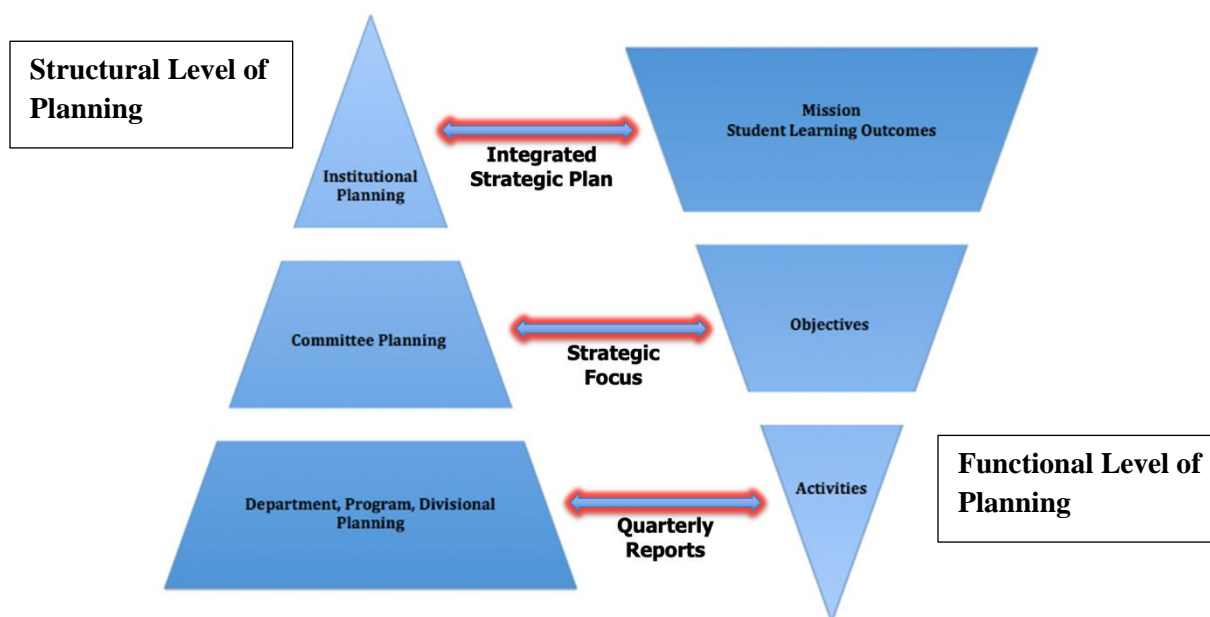 Structural Level of
Planning
Institutional
Planning
Integrated
Strategic Plan
Mission
Student Learning Outcomes
Committee Planning
Strategic
Focus
Objectives
Department, Program, Divisional
Planning
Quarterly
Reports
Activities
Functional Level of
Planning